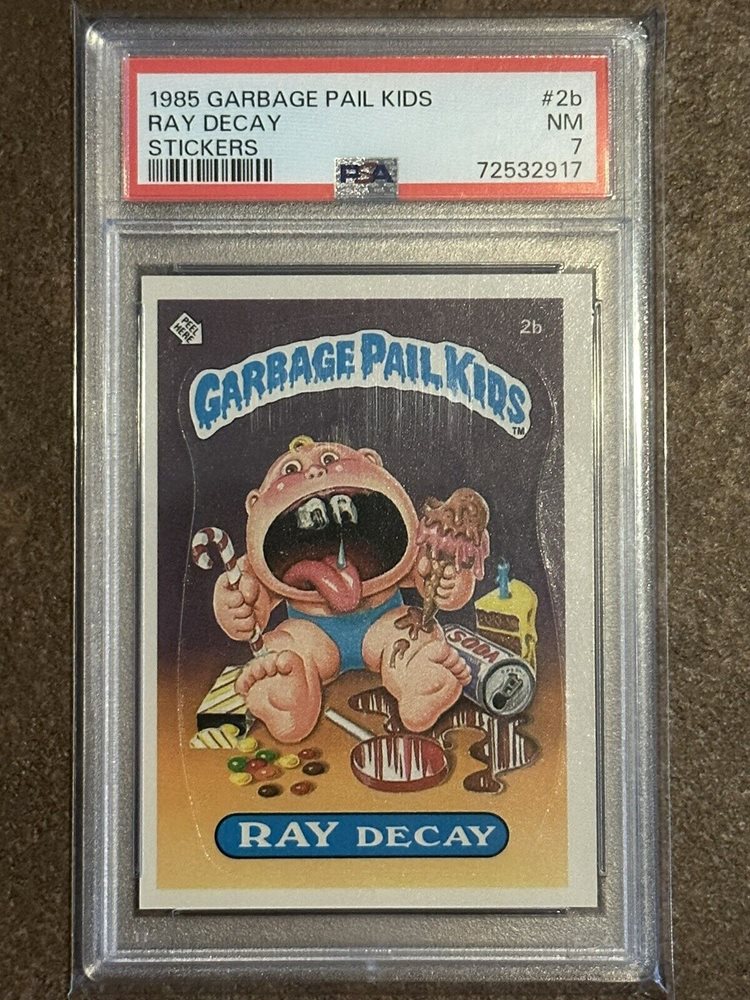 1985 GARBAGE PAIL KIDS #2b
RAY DECAY NM
STICKERS 7
PSA 72532917
PEEL HERE
2b
GARBAGE PAIL KIDS
TM
SODA
RAY DECAY